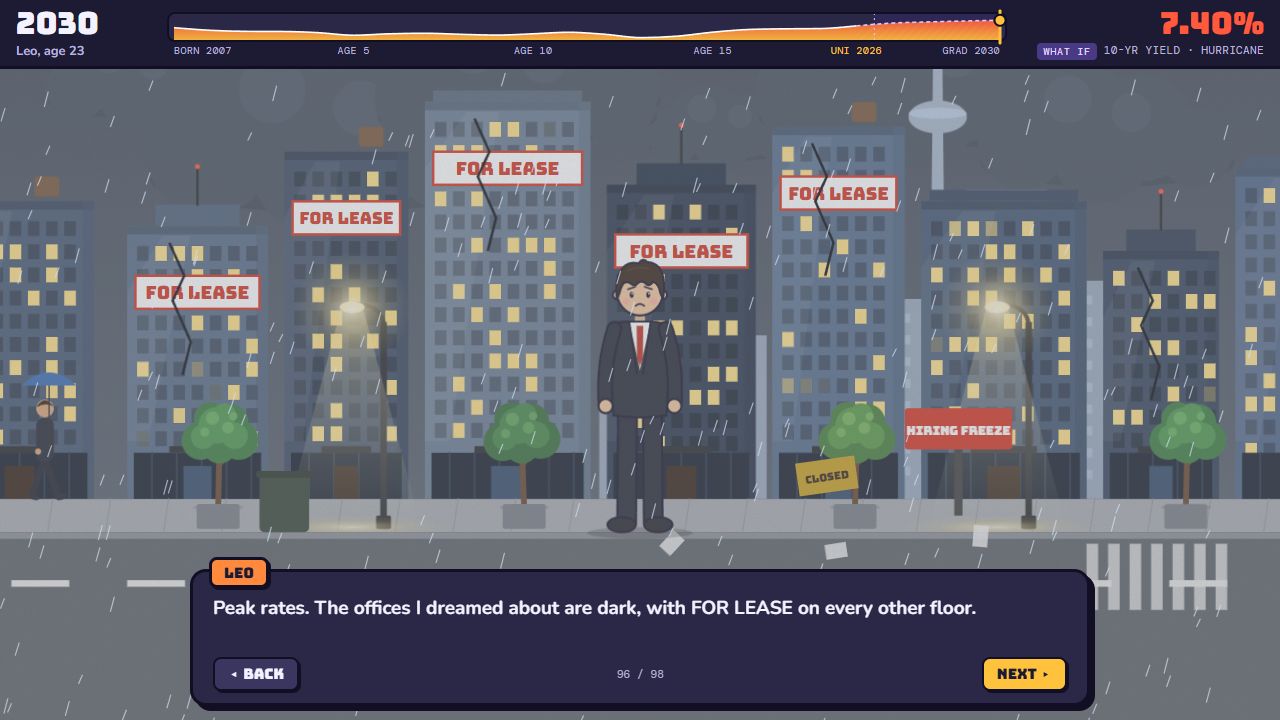 2030
Leo, age 23
BORN 2007
AGE 5
AGE 10
AGE 15
UNI 2026
GRAD 2030
7.40%
WHAT IF
10-YR YIELD · HURRICANE
FOR LEASE
FOR LEASE
FOR LEASE
FOR LEASE
FOR LEASE
HIRING FREEZE
CLOSED
LEO
Peak rates. The offices I dreamed about are dark, with FOR LEASE on every other floor.
◂ BACK
96 / 98
NEXT ▸